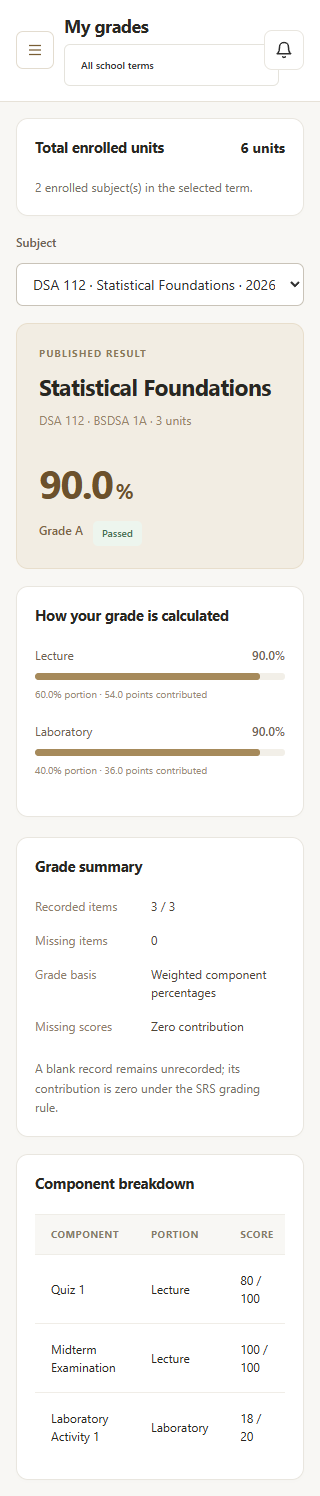 My grades
All school terms
Total enrolled units 6 units
2 enrolled subject(s) in the selected term.
Subject
DSA 112 · Statistical Foundations · 2026
PUBLISHED RESULT
Statistical Foundations
DSA 112 · BSDSA 1A · 3 units
90.0%
Grade A Passed
How your grade is calculated
Lecture 90.0%
60.0% portion · 54.0 points contributed
Laboratory 90.0%
40.0% portion · 36.0 points contributed
Grade summary
Recorded items 3 / 3
Missing items 0
Grade basis Weighted component
percentages
Missing scores Zero contribution
A blank record remains unrecorded; its
contribution is zero under the SRS grading
rule.
Component breakdown
COMPONENT PORTION SCORE
Quiz 1 Lecture 80 /
100
Midterm
Examination Lecture 100 /
100
Laboratory
Activity 1 Laboratory 18 /
20